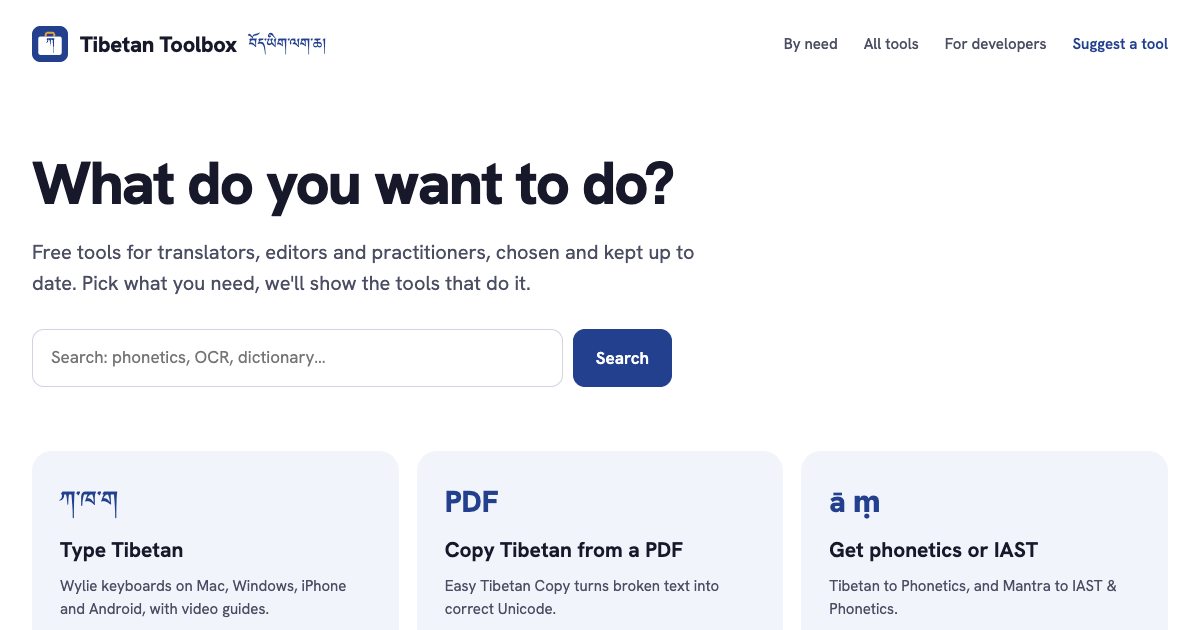 ཀ
Tibetan Toolbox བོད་ཡིག་ལག་ཆ།
By need
All tools
For developers
Suggest a tool
What do you want to do?
Free tools for translators, editors and practitioners, chosen and kept up to
date. Pick what you need, we'll show the tools that do it.
Search: phonetics, OCR, dictionary…
Search
ཀ་ཁ་ག
Type Tibetan
Wylie keyboards on Mac, Windows, iPhone
and Android, with video guides.
PDF
Copy Tibetan from a PDF
Easy Tibetan Copy turns broken text into
correct Unicode.
ā ṃ
Get phonetics or IAST
Tibetan to Phonetics, and Mantra to IAST &
Phonetics.